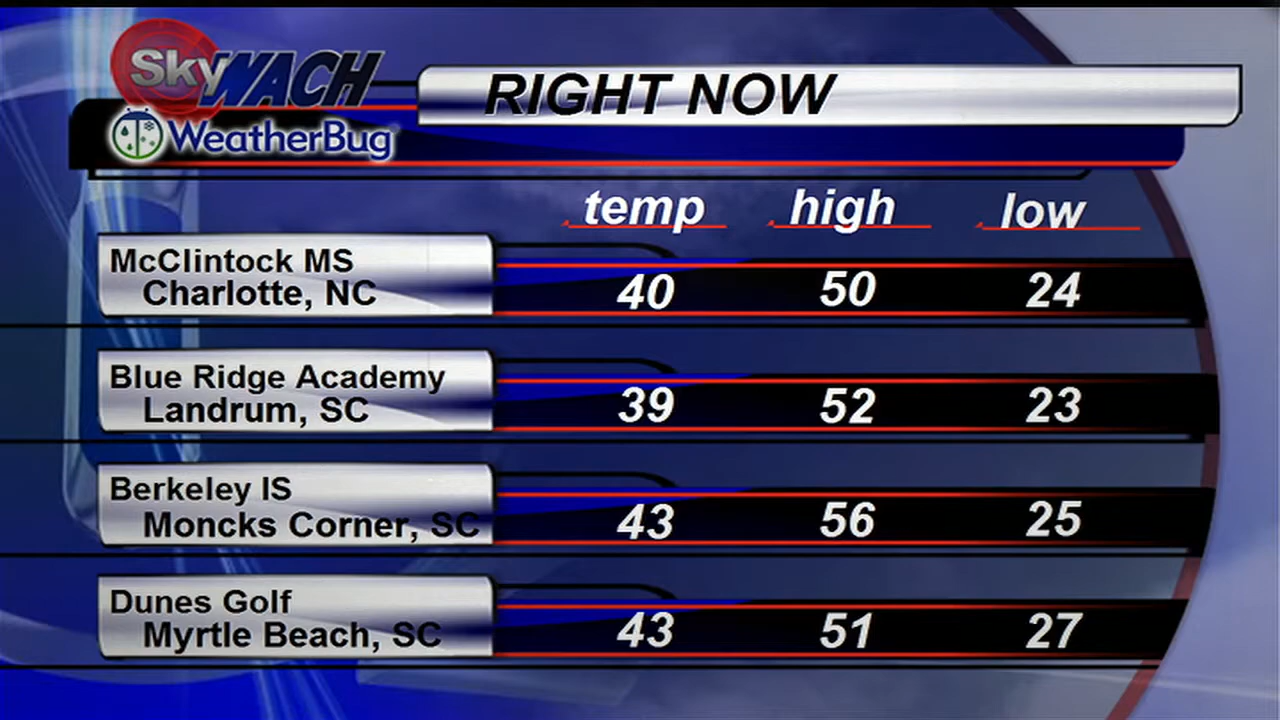 SkyWACH
RIGHT NOW
WeatherBug
temp high low
McClintock MS
Charlotte, NC
40 50 24
Blue Ridge Academy
Landrum, SC
39 52 23
Berkeley IS
Moncks Corner, SC
43 56 25
Dunes Golf
Myrtle Beach, SC
43 51 27